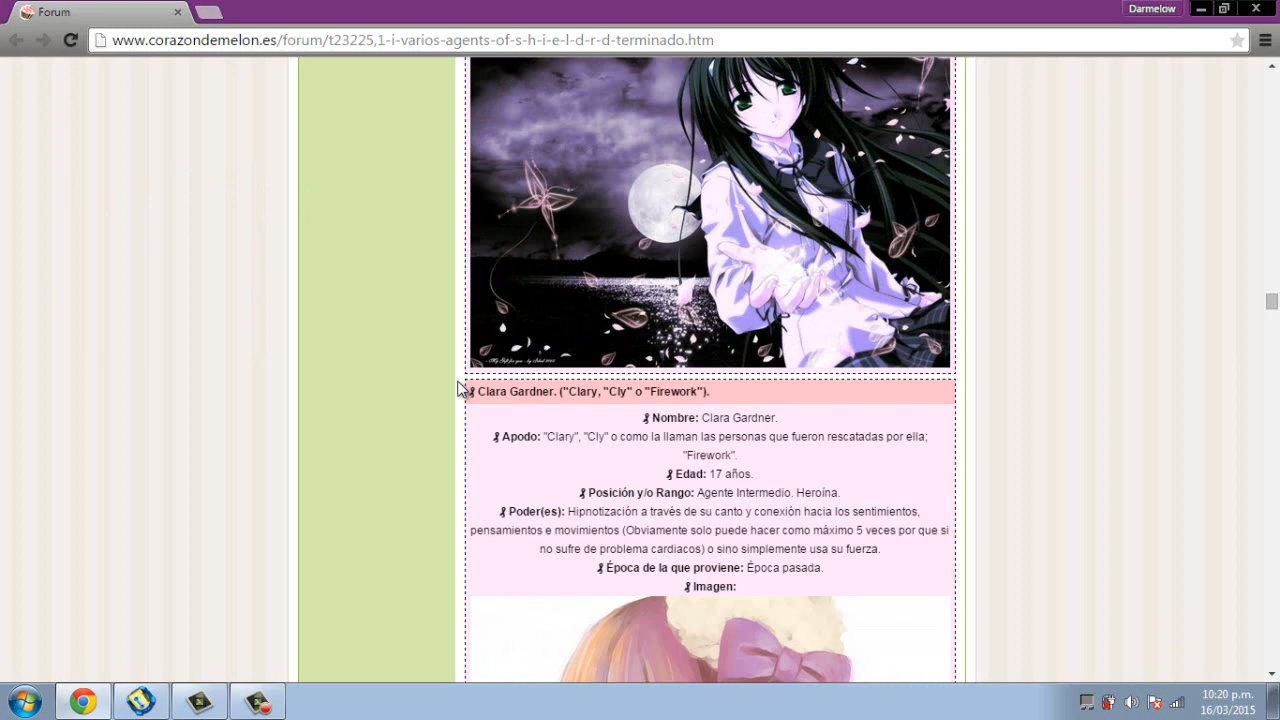 Forum
Darmelow
www.corazondemelon.es/forum/t23225,1-i-varios-agents-of-s-h-i-e-l-d-r-d-terminado.htm
Clara Gardner. ("Clary, "Cly" o "Firework").
Nombre: Clara Gardner.
Apodo: "Clary", "Cly" o como la llaman las personas que fueron rescatadas por ella;
"Firework".
Edad: 17 años.
Posición y/o Rango: Agente Intermedio. Heroína.
Poder(es): Hipnotización a través de su canto y conexión hacia los sentimientos,
pensamientos e movimientos (Obviamente solo puede hacer como máximo 5 veces por que si
no sufre de problema cardiacos) o sino simplemente usa su fuerza.
Época de la que proviene: Época pasada.
Imagen:
10:20 p.m.
16/03/2015